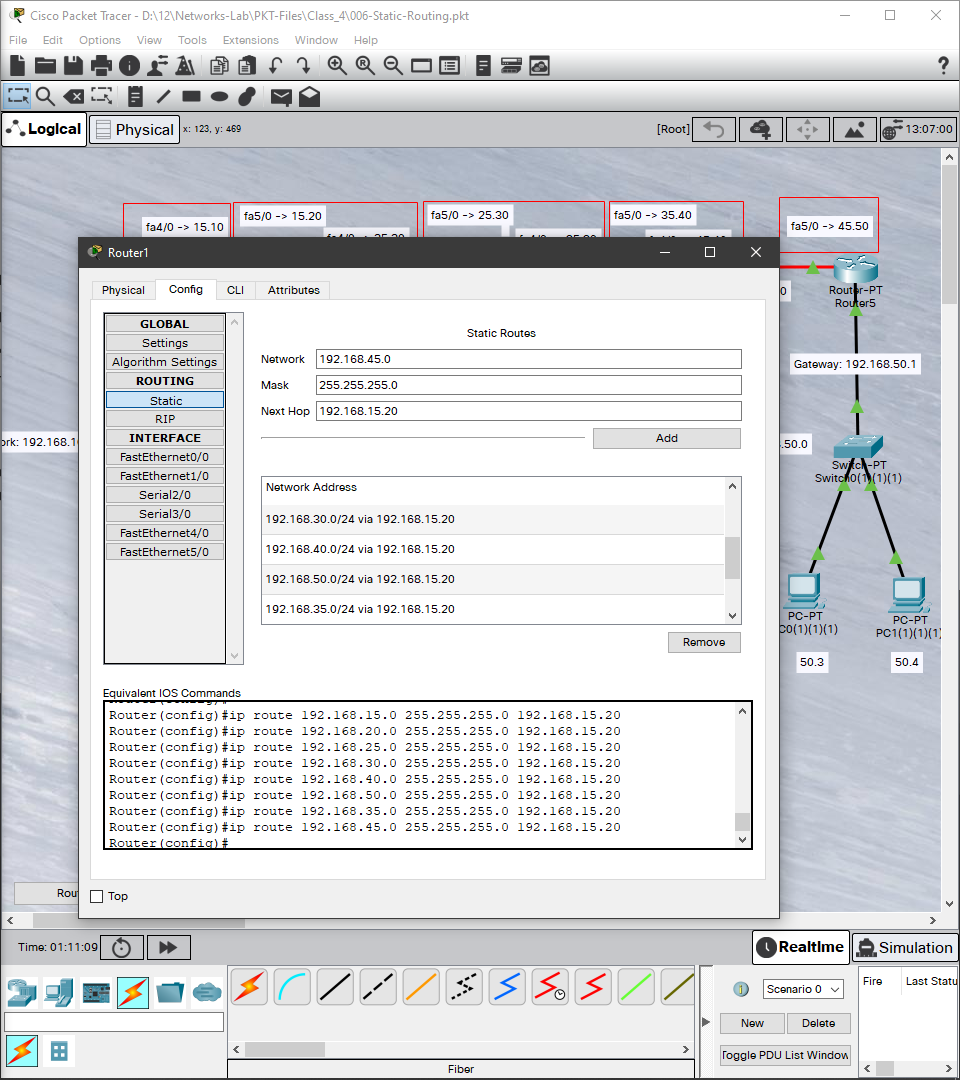 Cisco Packet Tracer - D:\12\Networks-Lab\PKT-Files\Class_4\006-Static-Routing.pkt
File Edit Options View Tools Extensions Window Help
Logical Physical x: 123, y: 469 [Root] 13:07:00
fa4/0 -> 15.10
fa5/0 -> 15.20
fa5/0 -> 25.30
fa5/0 -> 35.40
fa5/0 -> 45.50
Router1
Physical Config CLI Attributes
GLOBAL
Settings
Algorithm Settings
ROUTING
Static
RIP
INTERFACE
FastEthernet0/0
FastEthernet1/0
Serial2/0
Serial3/0
FastEthernet4/0
FastEthernet5/0
Static Routes
Network 192.168.45.0
Mask 255.255.255.0
Next Hop 192.168.15.20
Add
Network Address
192.168.30.0/24 via 192.168.15.20
192.168.40.0/24 via 192.168.15.20
192.168.50.0/24 via 192.168.15.20
192.168.35.0/24 via 192.168.15.20
Remove
Equivalent IOS Commands
Router(config)#ip route 192.168.15.0 255.255.255.0 192.168.15.20
Router(config)#ip route 192.168.20.0 255.255.255.0 192.168.15.20
Router(config)#ip route 192.168.25.0 255.255.255.0 192.168.15.20
Router(config)#ip route 192.168.30.0 255.255.255.0 192.168.15.20
Router(config)#ip route 192.168.40.0 255.255.255.0 192.168.15.20
Router(config)#ip route 192.168.50.0 255.255.255.0 192.168.15.20
Router(config)#ip route 192.168.35.0 255.255.255.0 192.168.15.20
Router(config)#ip route 192.168.45.0 255.255.255.0 192.168.15.20
Router(config)#
Top
Router-PT
Router5
Gateway: 192.168.50.1
.50.0
Switch-PT
Switch0(1)(1)(1)
PC-PT
C0(1)(1)(1)
PC-PT
PC1(1)(1)(1)
50.3
50.4
ork: 192.168.1
Rou
Time: 01:11:09
Realtime Simulation
Scenario 0
New Delete
Toggle PDU List Window
Fire Last Statu
Fiber